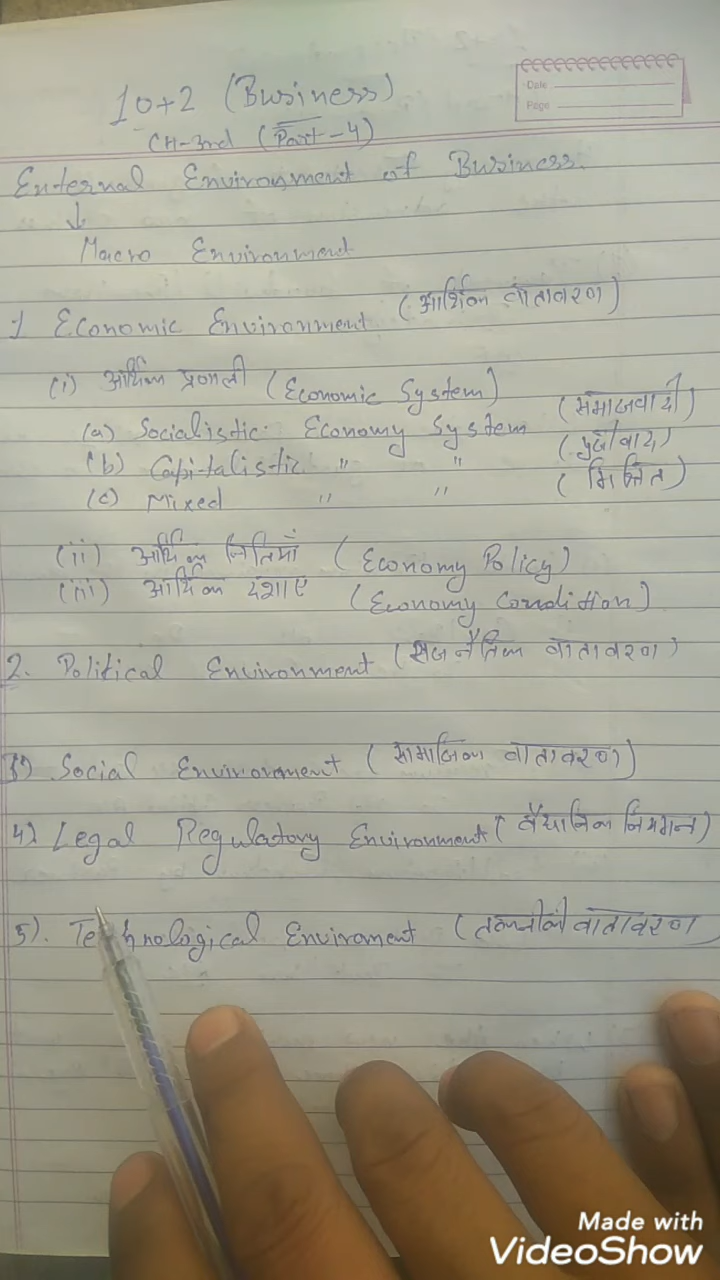 10+2 (Business)
CH-3rd (Part-4)
Date
Page
External Environment of Business.
↓
Macro Environment
1 Economic Environment (आर्थिक वातावरण)
(i) आर्थिक प्रणाली (Economic System)
(a) Socialistic Economy System (समाजवादी)
(b) Capitalistic " " (पूंजीवाद)
(c) Mixed " " (मिश्रित)
(ii) आर्थिक नितियाँ (Economy Policy)
(iii) आर्थिक दशाएं (Economy Condition)
2. Political Environment (राजनैतिक वातावरण)
3) Social Environment (सामाजिक वातावरण)
4) Legal Regulatory Environment (वैधानिक नियमन)
5). Technological Enviroment (तकनीकी वातावरण
Made with
VideoShow